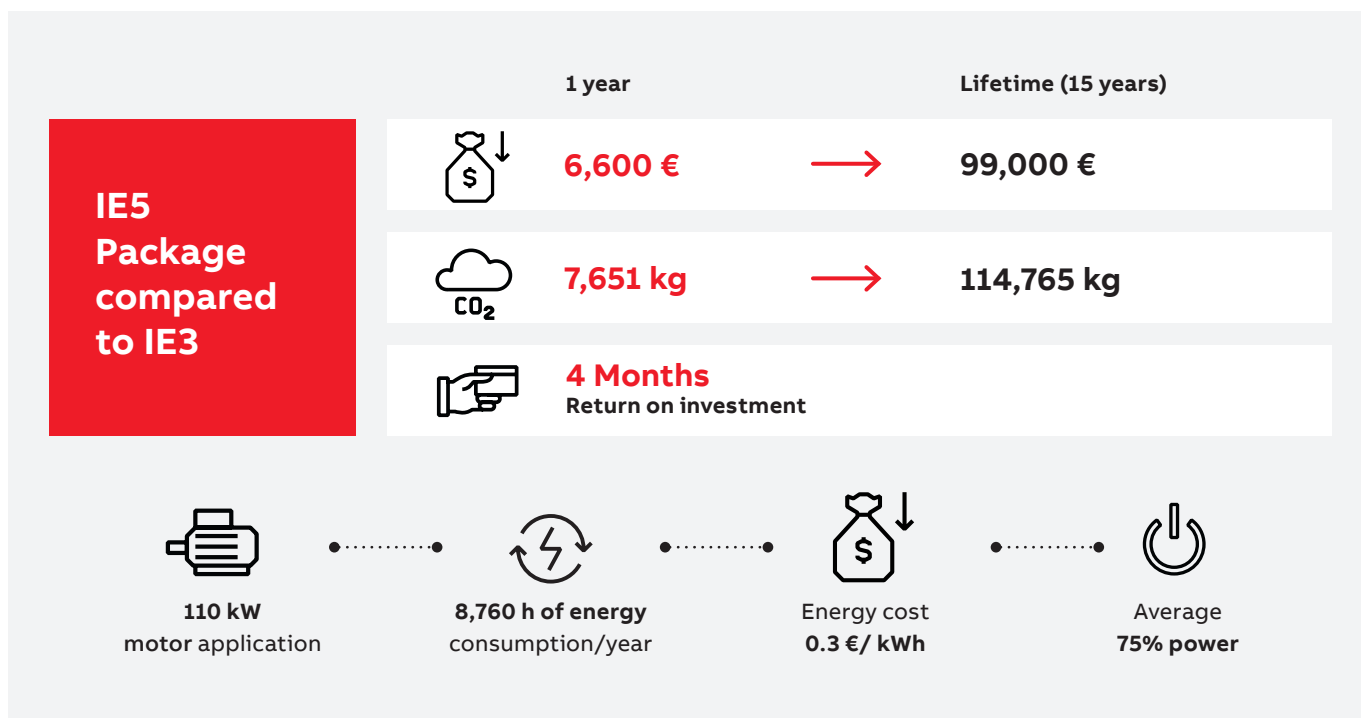 1 year
Lifetime (15 years)
IE5
Package
compared
to IE3
$
6,600 €
99,000 €
CO2
7,651 kg
114,765 kg
4 Months
Return on investment
110 kW
motor application
8,760 h of energy
consumption/year
$
Energy cost
0.3 €/ kWh
Average
75% power